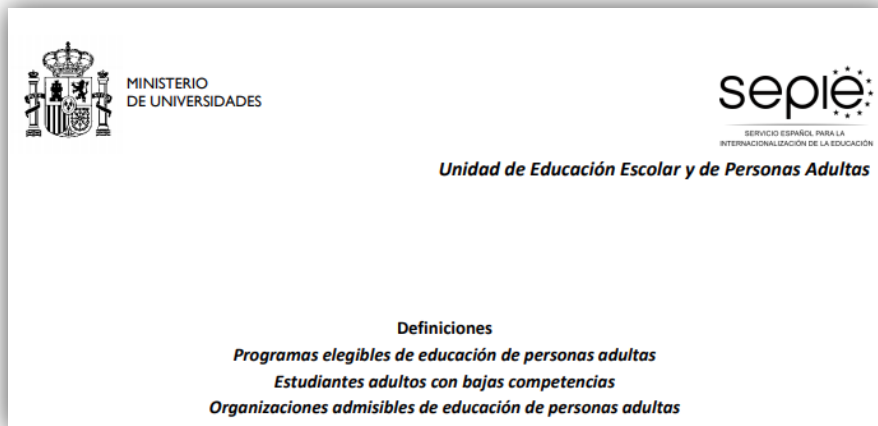 MINISTERIO
DE UNIVERSIDADES
sepie
SERVICIO ESPAÑOL PARA LA
INTERNACIONALIZACIÓN DE LA EDUCACIÓN
Unidad de Educación Escolar y de Personas Adultas
Definiciones
Programas elegibles de educación de personas adultas
Estudiantes adultos con bajas competencias
Organizaciones admisibles de educación de personas adultas